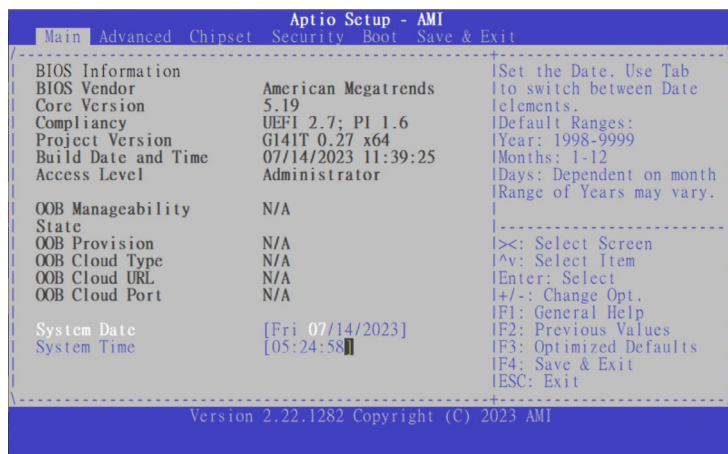 Aptio Setup - AMI
Main Advanced Chipset Security Boot Save & Exit
BIOS Information
BIOS Vendor American Megatrends
Core Version 5.19
Compliancy UEFI 2.7; PI 1.6
Project Version G141T 0.27 x64
Build Date and Time 07/14/2023 11:39:25
Access Level Administrator
OOB Manageability N/A
State
OOB Provision N/A
OOB Cloud Type N/A
OOB Cloud URL N/A
OOB Cloud Port N/A
System Date [Fri 07/14/2023]
System Time [05:24:58]
Set the Date. Use Tab
to switch between Date
elements.
Default Ranges:
Year: 1998-9999
Months: 1-12
Days: Dependent on month
Range of Years may vary.
><: Select Screen
^v: Select Item
Enter: Select
+/-: Change Opt.
F1: General Help
F2: Previous Values
F3: Optimized Defaults
F4: Save & Exit
ESC: Exit
Version 2.22.1282 Copyright (C) 2023 AMI